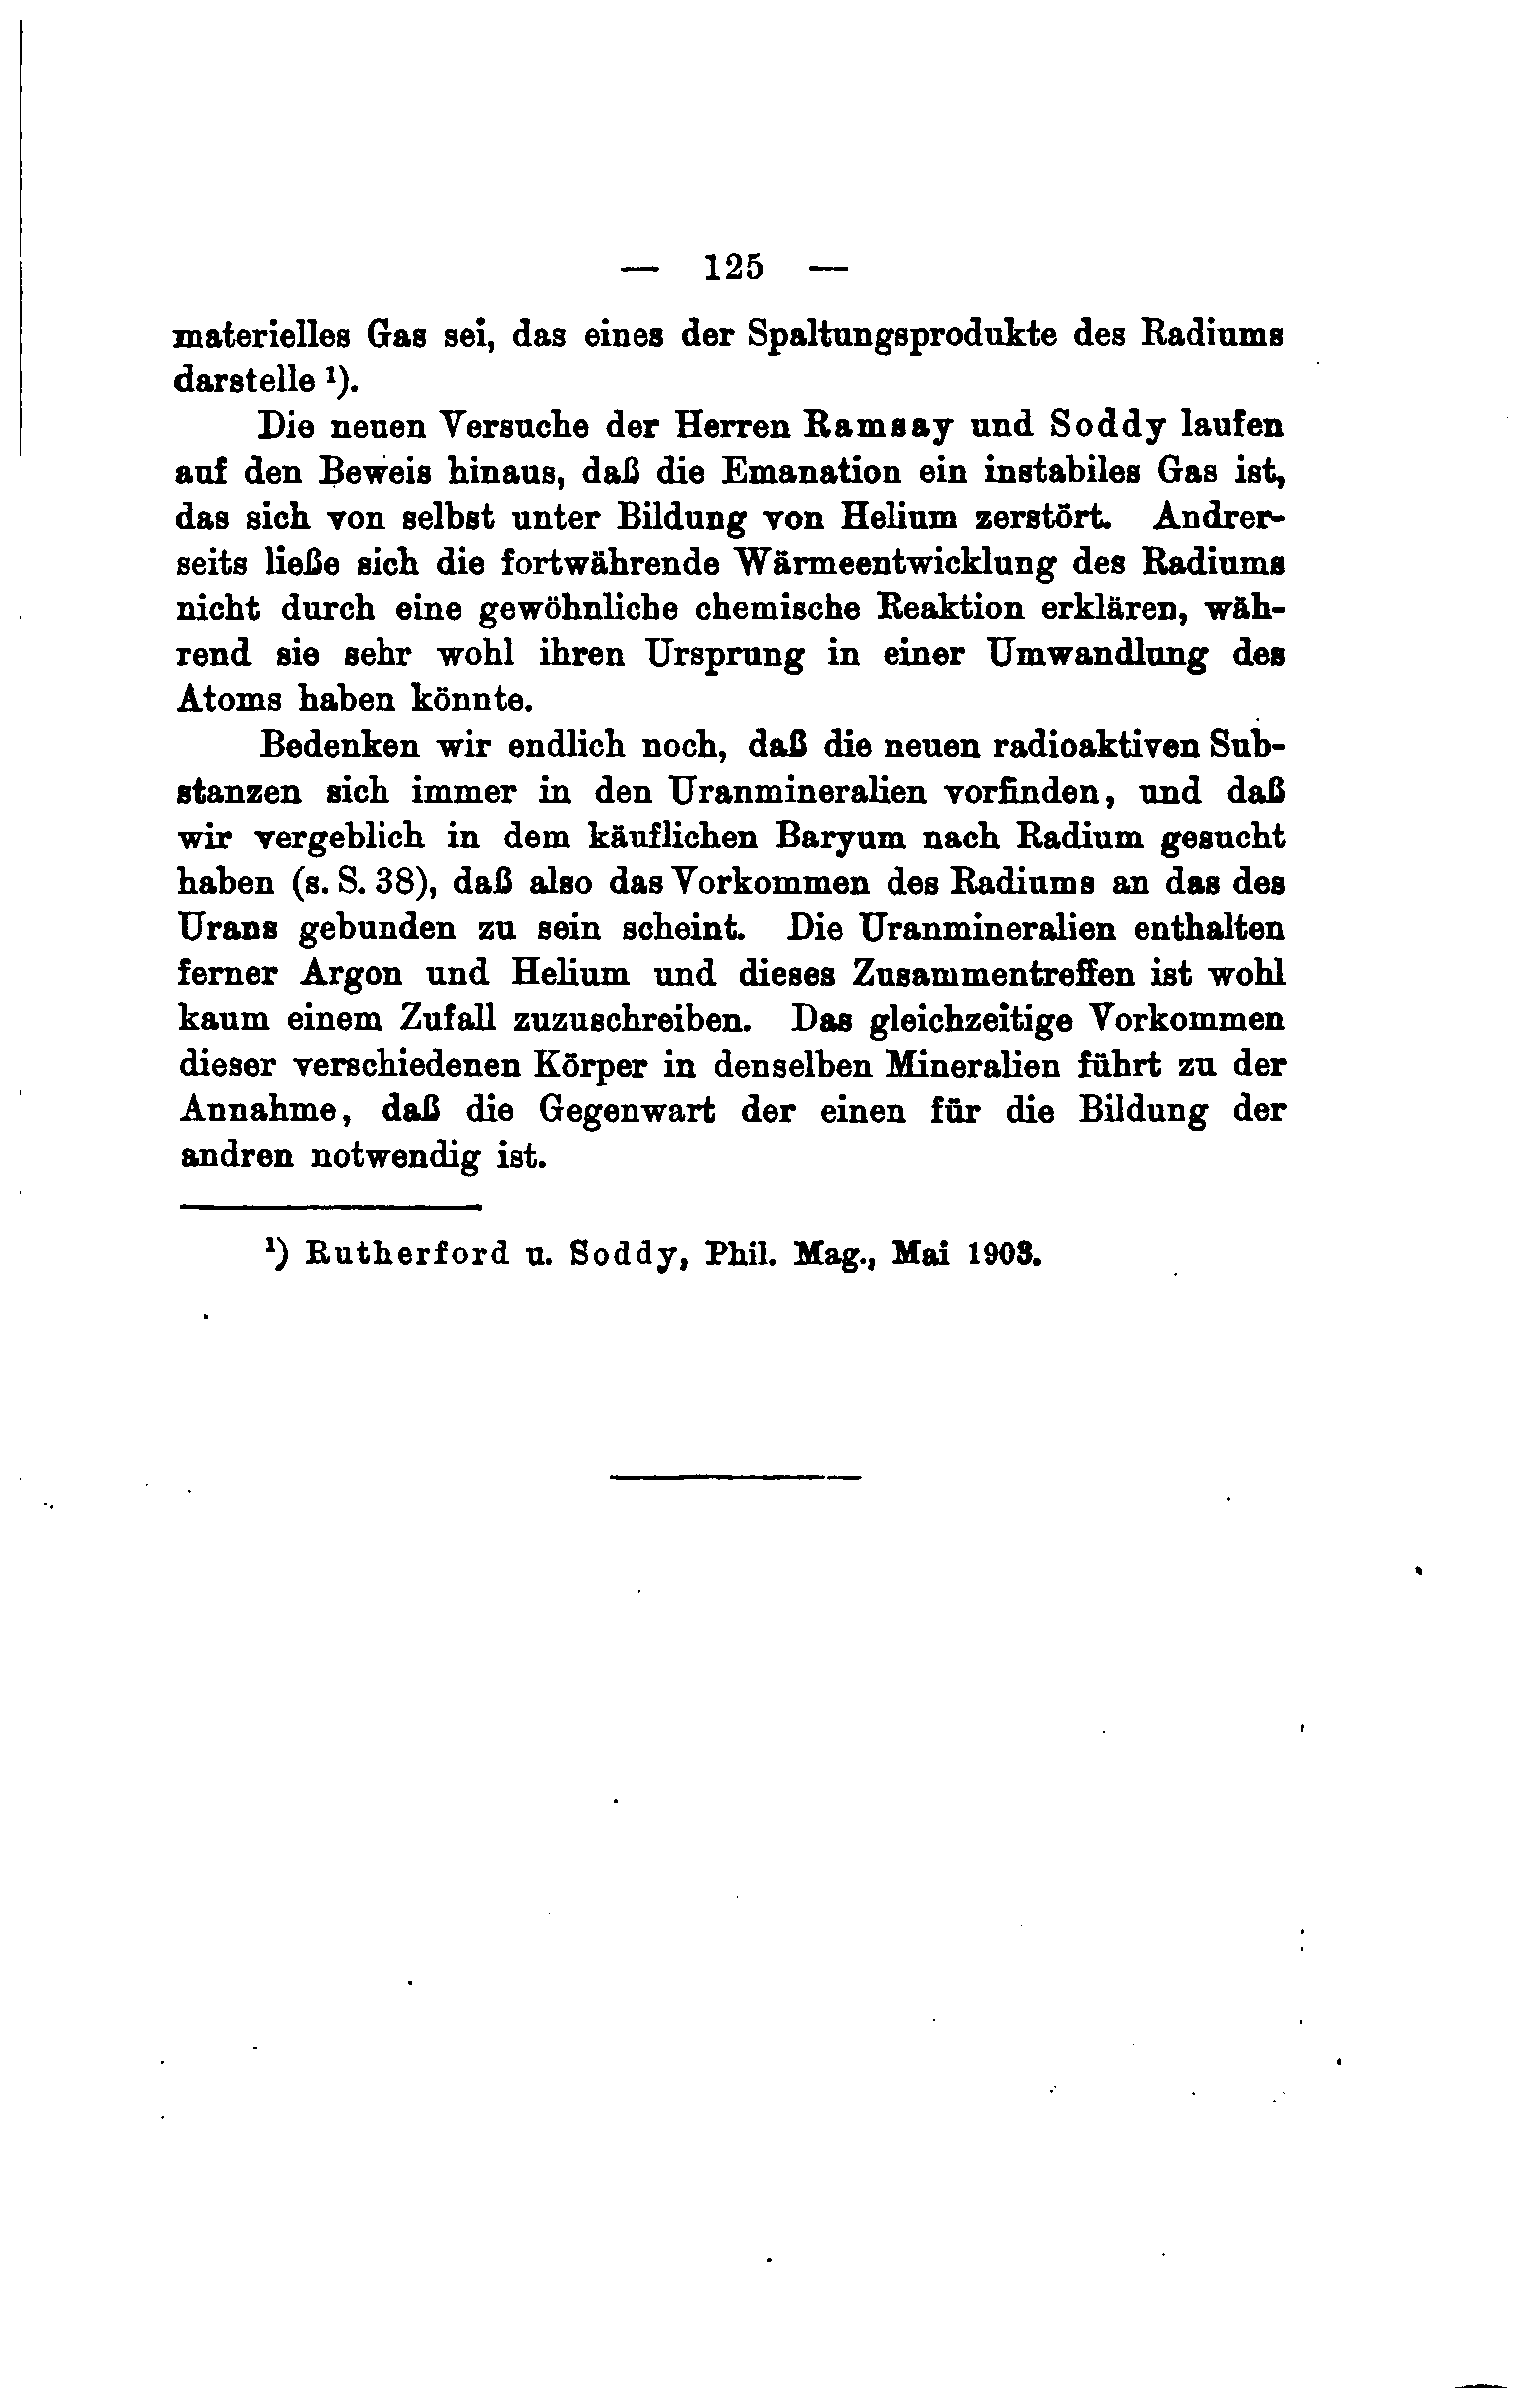 — 125 —
materielles Gas sei, das eines der Spaltungsprodukte des Radiums
darstelle ¹).
Die neuen Versuche der Herren Ramsay und Soddy laufen
auf den Beweis hinaus, daß die Emanation ein instabiles Gas ist,
das sich von selbst unter Bildung von Helium zerstört. Andrer-
seits ließe sich die fortwährende Wärmeentwicklung des Radiums
nicht durch eine gewöhnliche chemische Reaktion erklären, wäh-
rend sie sehr wohl ihren Ursprung in einer Umwandlung des
Atoms haben könnte.
Bedenken wir endlich noch, daß die neuen radioaktiven Sub-
stanzen sich immer in den Uranmineralien vorfinden, und daß
wir vergeblich in dem käuflichen Baryum nach Radium gesucht
haben (s. S. 38), daß also das Vorkommen des Radiums an das des
Urans gebunden zu sein scheint. Die Uranmineralien enthalten
ferner Argon und Helium und dieses Zusammentreffen ist wohl
kaum einem Zufall zuzuschreiben. Das gleichzeitige Vorkommen
dieser verschiedenen Körper in denselben Mineralien führt zu der
Annahme, daß die Gegenwart der einen für die Bildung der
andren notwendig ist.
¹) Rutherford u. Soddy, Phil. Mag., Mai 1903.